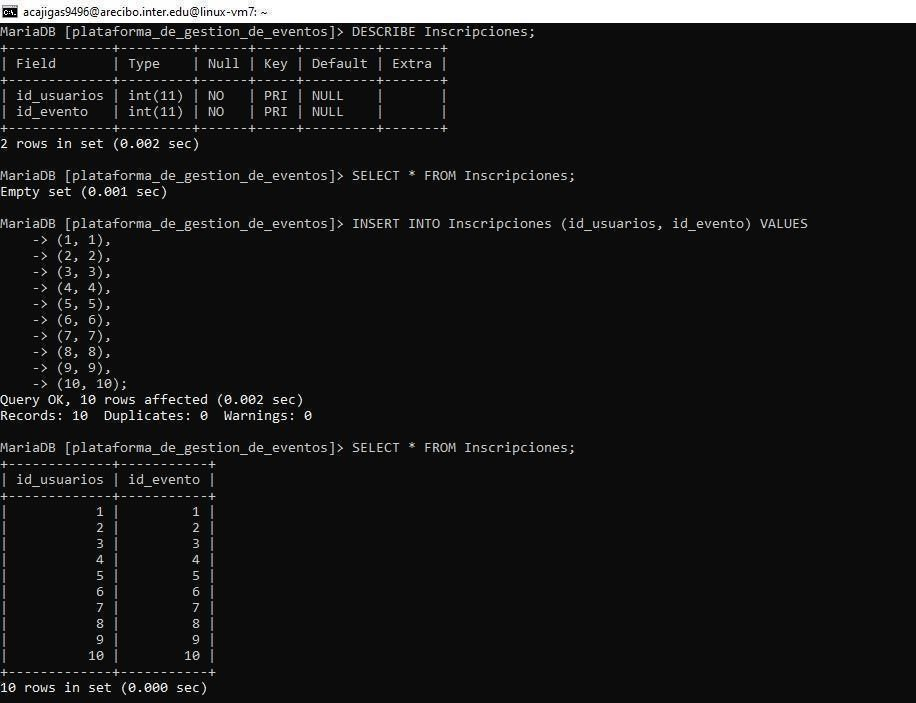 acajigas9496@arecibo.inter.edu@linux-vm7: ~
MariaDB [plataforma_de_gestion_de_eventos]> DESCRIBE Inscripciones;
+-------------+---------+------+-----+---------+-------+
| Field       | Type    | Null | Key | Default | Extra |
+-------------+---------+------+-----+---------+-------+
| id_usuarios | int(11) | NO   | PRI | NULL    |       |
| id_evento   | int(11) | NO   | PRI | NULL    |       |
+-------------+---------+------+-----+---------+-------+
2 rows in set (0.002 sec)

MariaDB [plataforma_de_gestion_de_eventos]> SELECT * FROM Inscripciones;
Empty set (0.001 sec)

MariaDB [plataforma_de_gestion_de_eventos]> INSERT INTO Inscripciones (id_usuarios, id_evento) VALUES
    -> (1, 1),
    -> (2, 2),
    -> (3, 3),
    -> (4, 4),
    -> (5, 5),
    -> (6, 6),
    -> (7, 7),
    -> (8, 8),
    -> (9, 9),
    -> (10, 10);
Query OK, 10 rows affected (0.002 sec)
Records: 10  Duplicates: 0  Warnings: 0

MariaDB [plataforma_de_gestion_de_eventos]> SELECT * FROM Inscripciones;
+-------------+-----------+
| id_usuarios | id_evento |
+-------------+-----------+
|           1 |         1 |
|           2 |         2 |
|           3 |         3 |
|           4 |         4 |
|           5 |         5 |
|           6 |         6 |
|           7 |         7 |
|           8 |         8 |
|           9 |         9 |
|          10 |        10 |
+-------------+-----------+
10 rows in set (0.000 sec)